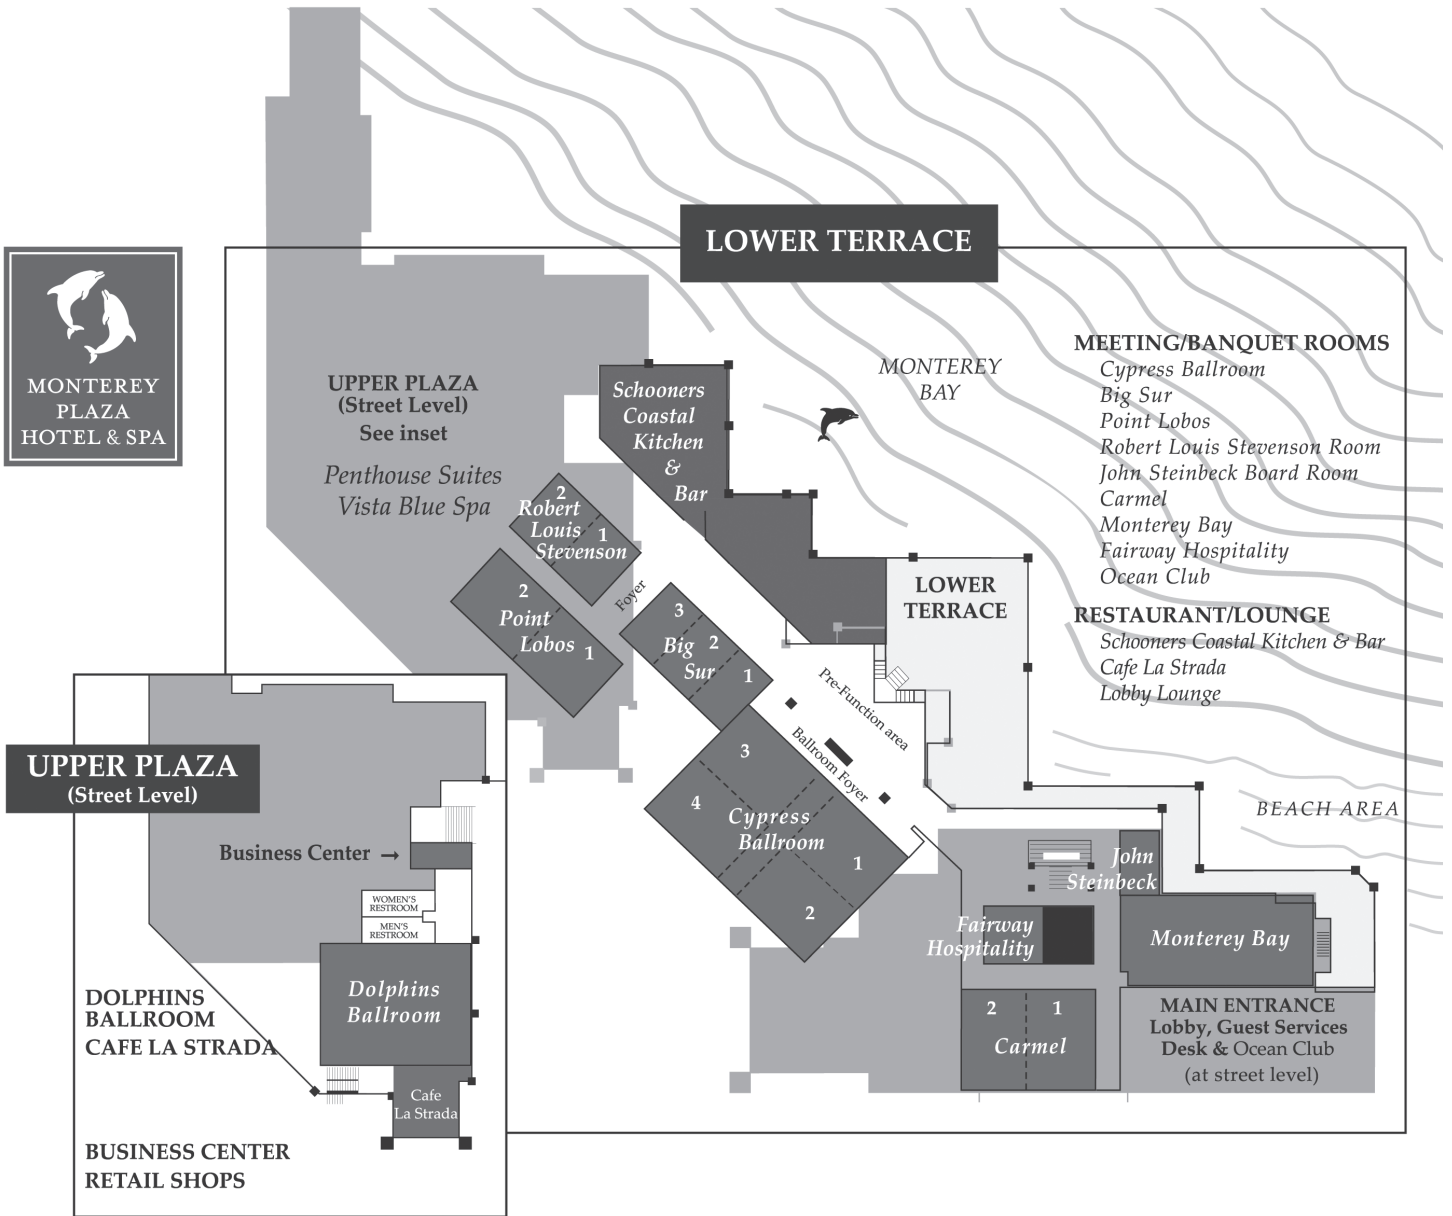 LOWER TERRACE
MONTEREY
PLAZA
HOTEL & SPA
UPPER PLAZA
(Street Level)
See inset
Penthouse Suites
Vista Blue Spa
Schooners
Coastal
Kitchen
&
Bar
MONTEREY
BAY
MEETING/BANQUET ROOMS
Cypress Ballroom
Big Sur
Point Lobos
Robert Louis Stevenson Room
John Steinbeck Board Room
Carmel
Monterey Bay
Fairway Hospitality
Ocean Club
RESTAURANT/LOUNGE
Schooners Coastal Kitchen & Bar
Cafe La Strada
Lobby Lounge
2
Robert
Louis 1
Stevenson
Foyer
2
Point
Lobos 1
3
Big 2
Sur 1
LOWER
TERRACE
Pre-Function area
Ballroom Foyer
3
4
Cypress
Ballroom
1
2
BEACH AREA
John
Steinbeck
Fairway
Hospitality
Monterey Bay
2 1
Carmel
MAIN ENTRANCE
Lobby, Guest Services
Desk & Ocean Club
(at street level)
UPPER PLAZA
(Street Level)
Business Center →
WOMEN'S
RESTROOM
MEN'S
RESTROOM
Dolphins
Ballroom
DOLPHINS
BALLROOM
CAFE LA STRADA
Cafe
La Strada
BUSINESS CENTER
RETAIL SHOPS